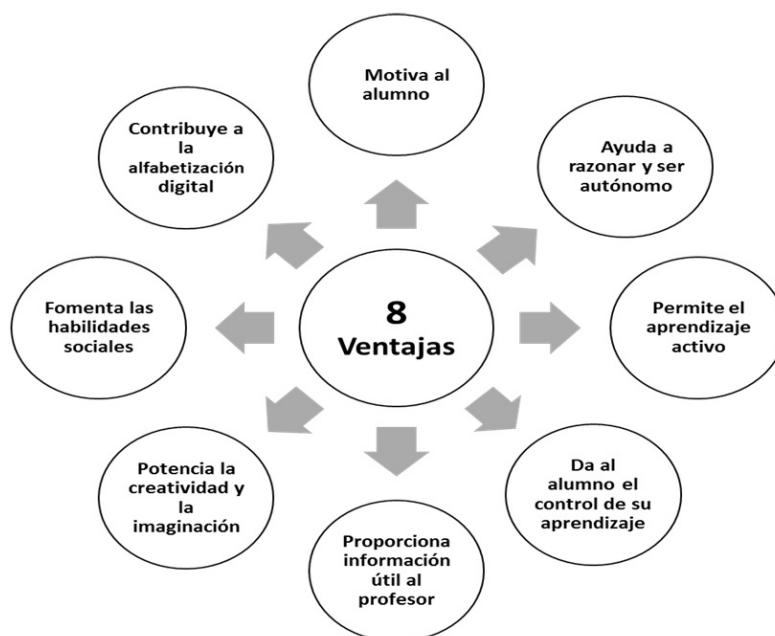 8
Ventajas
Motiva al
alumno
Ayuda a
razonar y ser
autónomo
Permite el
aprendizaje
activo
Da al
alumno el
control de su
aprendizaje
Proporciona
información
útil al
profesor
Potencia la
creatividad y
la
imaginación
Fomenta las
habilidades
sociales
Contribuye a
la
alfabetización
digital